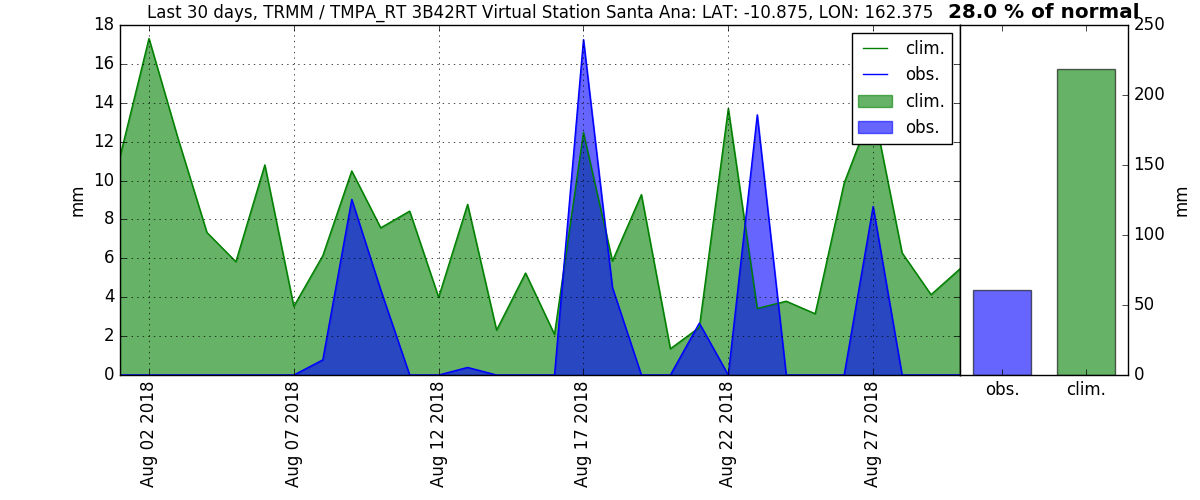 Last 30 days, TRMM / TMPA_RT 3B42RT Virtual Station Santa Ana: LAT: -10.875, LON: 162.375
28.0 % of normal
18
16
14
12
10
8
6
4
2
0
mm
clim.
obs.
clim.
obs.
Aug 02 2018
Aug 07 2018
Aug 12 2018
Aug 17 2018
Aug 22 2018
Aug 27 2018
250
200
150
100
50
0
mm
obs.
clim.